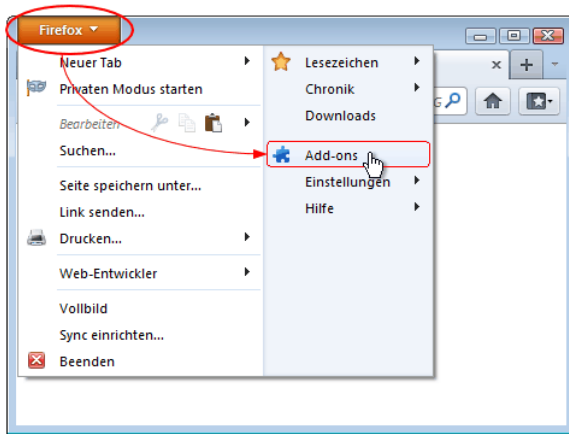 Firefox
Neuer Tab
Privaten Modus starten
Bearbeiten
Suchen...
Seite speichern unter...
Link senden...
Drucken...
Web-Entwickler
Vollbild
Sync einrichten...
Beenden
Lesezeichen
Chronik
Downloads
Add-ons
Einstellungen
Hilfe
G